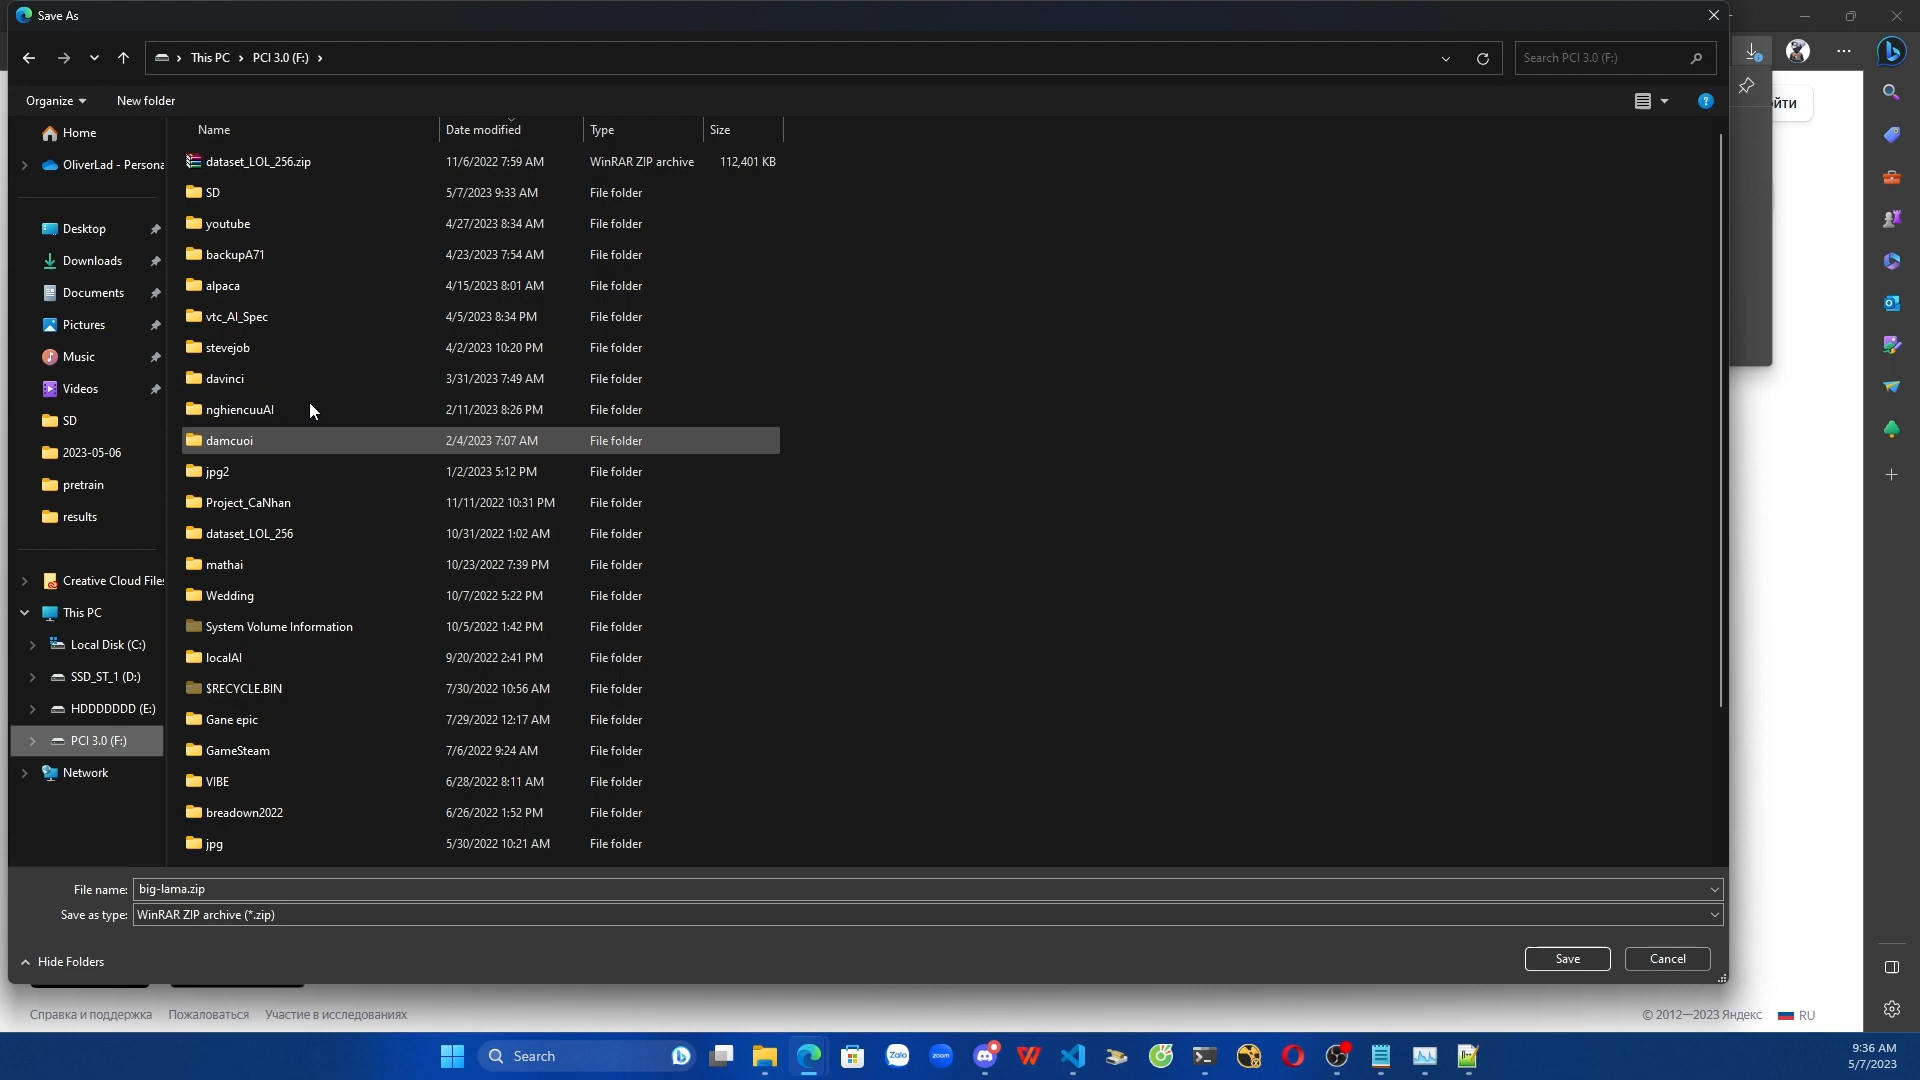 Save As
This PC PCI 3.0 (F:)
Search PCI 3.0 (F:)
Organize
New folder
йти
Name Date modified Type Size
dataset_LOL_256.zip 11/6/2022 7:59 AM WinRAR ZIP archive 112,401 KB
SD 5/7/2023 9:33 AM File folder
youtube 4/27/2023 8:34 AM File folder
backupA71 4/23/2023 7:54 AM File folder
alpaca 4/15/2023 8:01 AM File folder
vtc_AI_Spec 4/5/2023 8:34 PM File folder
stevejob 4/2/2023 10:20 PM File folder
davinci 3/31/2023 7:49 AM File folder
nghiencuuAI 2/11/2023 8:26 PM File folder
damcuoi 2/4/2023 7:07 AM File folder
jpg2 1/2/2023 5:12 PM File folder
Project_CaNhan 11/11/2022 10:31 PM File folder
dataset_LOL_256 10/31/2022 1:02 AM File folder
mathai 10/23/2022 7:39 PM File folder
Wedding 10/7/2022 5:22 PM File folder
System Volume Information 10/5/2022 1:42 PM File folder
localAI 9/20/2022 2:41 PM File folder
$RECYCLE.BIN 7/30/2022 10:56 AM File folder
Gane epic 7/29/2022 12:17 AM File folder
GameSteam 7/6/2022 9:24 AM File folder
VIBE 6/28/2022 8:11 AM File folder
breadown2022 6/26/2022 1:52 PM File folder
jpg 5/30/2022 10:21 AM File folder
Home
OliverLad - Persona
Desktop
Downloads
Documents
Pictures
Music
Videos
SD
2023-05-06
pretrain
results
Creative Cloud File
This PC
Local Disk (C:)
SSD_ST_1 (D:)
HDDDDDDD (E:)
PCI 3.0 (F:)
Network
File name: big-lama.zip
Save as type: WinRAR ZIP archive (*.zip)
Hide Folders
Save
Cancel
Справка и поддержка Пожаловаться Участие в исследованиях
© 2012—2023 Яндекс RU
Search
Zalo
zoom
9:36 AM
5/7/2023